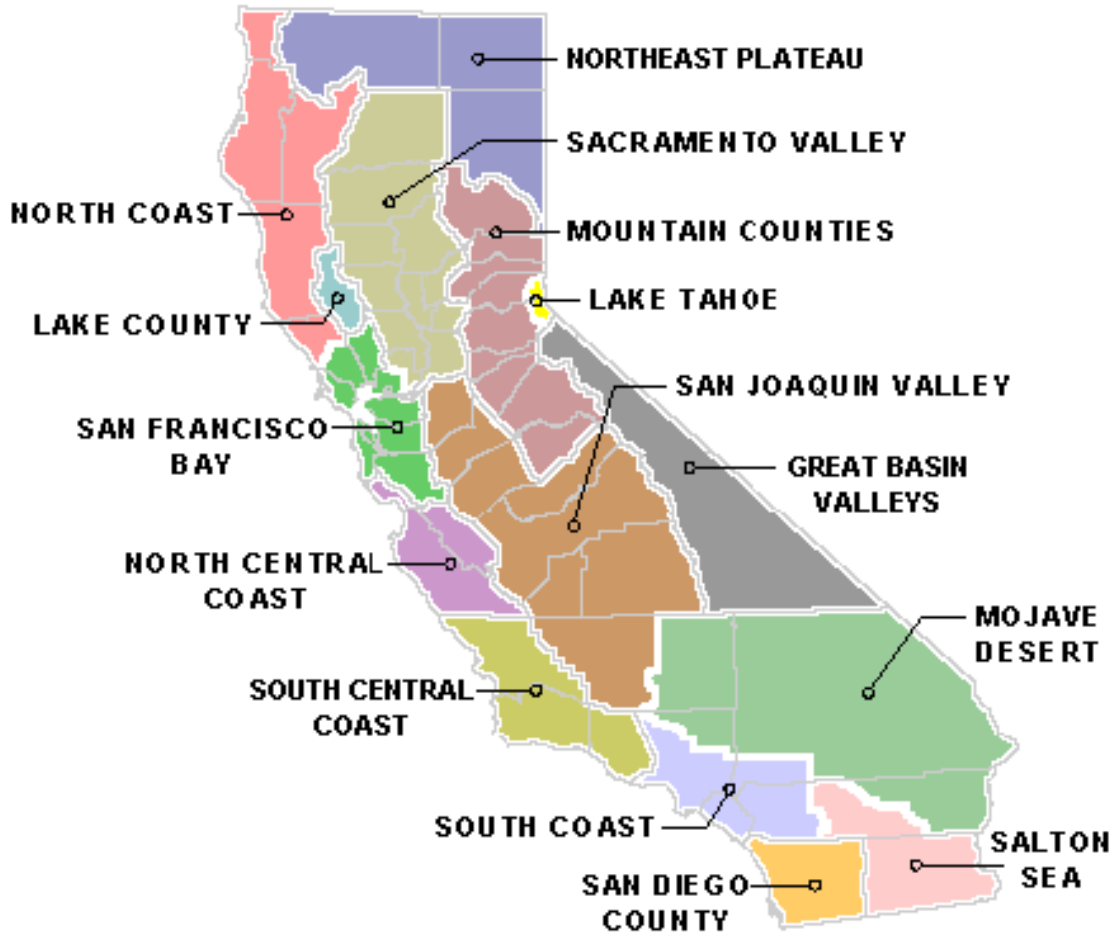 NORTHEAST PLATEAU
SACRAMENTO VALLEY
NORTH COAST
MOUNTAIN COUNTIES
LAKE TAHOE
LAKE COUNTY
SAN JOAQUIN VALLEY
SAN FRANCISCO
BAY
GREAT BASIN
VALLEYS
NORTH CENTRAL
COAST
MOJAVE
DESERT
SOUTH CENTRAL
COAST
SOUTH COAST
SALTON
SEA
SAN DIEGO
COUNTY